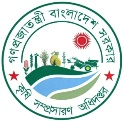 গণপ্রজাতন্ত্রী বাংলাদেশ সরকার
কৃষি সম্প্রসারণ অধিদপ্তর